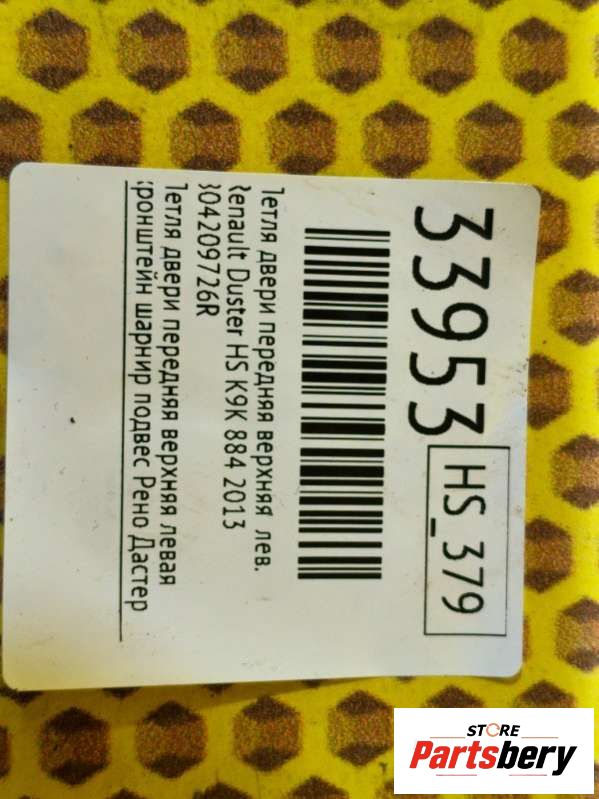 33953
HS_379
Петля двери передняя верхняя лев.
Renault Duster HS K9K 884 2013
804209726R
Петля двери передняя верхняя левая
кронштейн шарнир подвес Рено Дастер
STORE
Partsbery